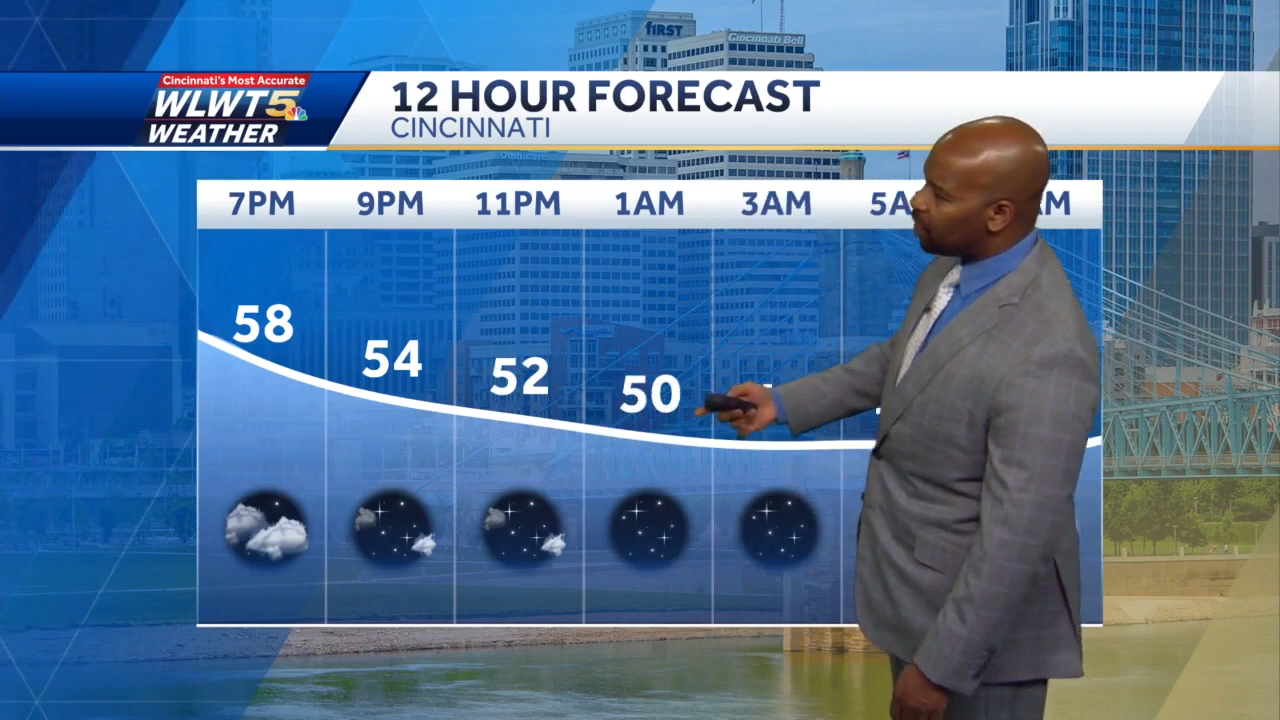 fiRST
Cincinnati Bell
Cincinnati's Most Accurate
WLWT5
WEATHER
12 HOUR FORECAST
CINCINNATI
Omnicare
7PM 9PM 11PM 1AM 3AM
58
54
52
50